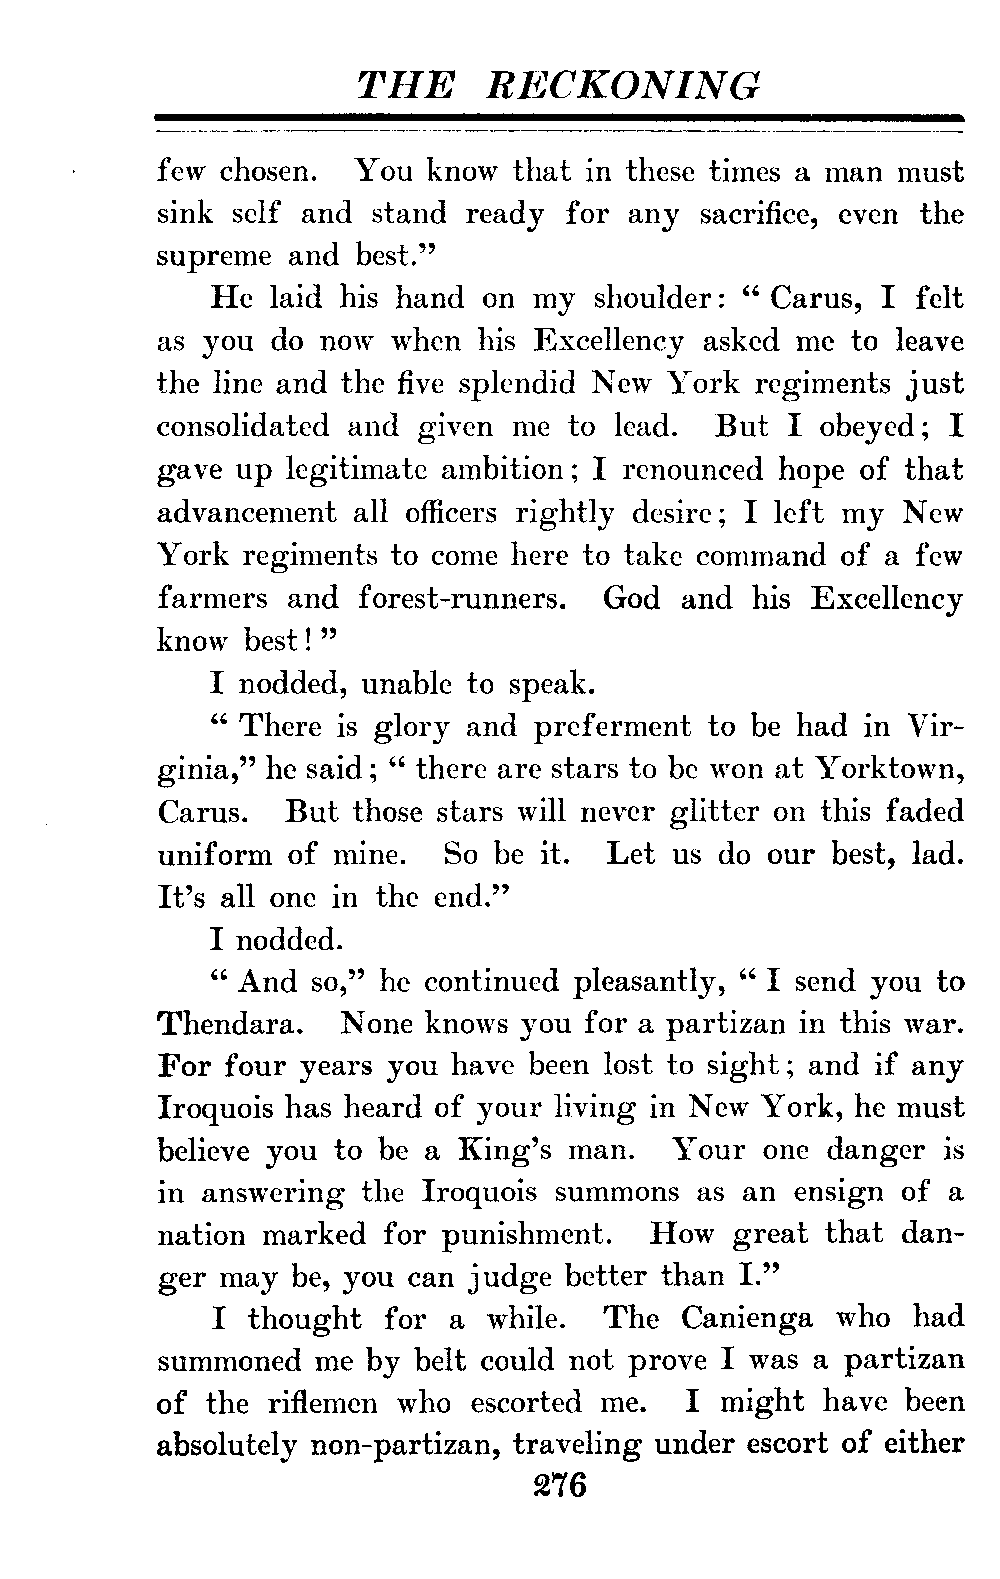 THE RECKONING
few chosen. You know that in these times a man must
sink self and stand ready for any sacrifice, even the
supreme and best.”
He laid his hand on my shoulder: “ Carus, I felt
as you do now when his Excellency asked me to leave
the line and the five splendid New York regiments just
consolidated and given me to lead. But I obeyed; I
gave up legitimate ambition; I renounced hope of that
advancement all officers rightly desire; I left my New
York regiments to come here to take command of a few
farmers and forest-runners. God and his Excellency
know best! ”
I nodded, unable to speak.
“ There is glory and preferment to be had in Vir-
ginia,” he said; “ there are stars to be won at Yorktown,
Carus. But those stars will never glitter on this faded
uniform of mine. So be it. Let us do our best, lad.
It’s all one in the end.”
I nodded.
“ And so,” he continued pleasantly, “ I send you to
Thendara. None knows you for a partizan in this war.
For four years you have been lost to sight; and if any
Iroquois has heard of your living in New York, he must
believe you to be a King’s man. Your one danger is
in answering the Iroquois summons as an ensign of a
nation marked for punishment. How great that dan-
ger may be, you can judge better than I.”
I thought for a while. The Canienga who had
summoned me by belt could not prove I was a partizan
of the riflemen who escorted me. I might have been
absolutely non-partizan, traveling under escort of either
276